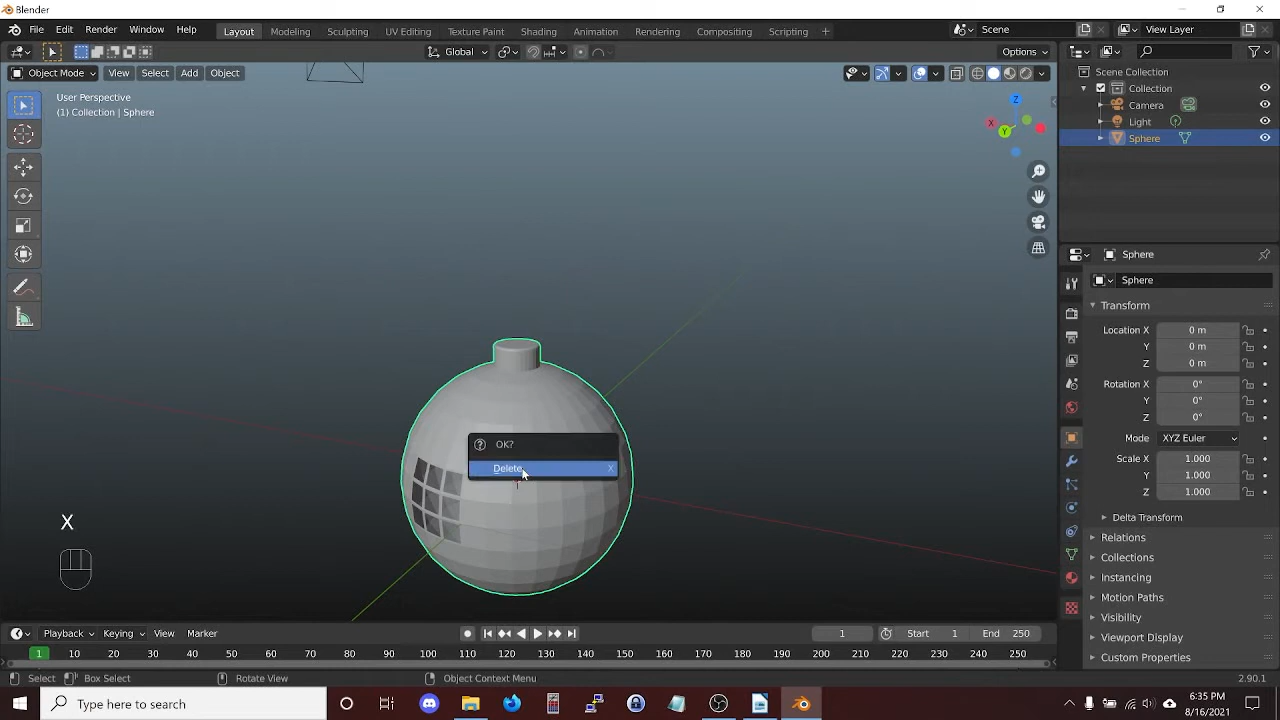 Blender
File Edit Render Window Help Layout Modeling Sculpting UV Editing Texture Paint Shading Animation Rendering Compositing Scripting + Scene View Layer
Global Options
Object Mode View Select Add Object
User Perspective
(1) Collection | Sphere
Z
X
Y
Scene Collection
Collection
Camera
Light
Sphere
Sphere
Sphere
Transform
Location X 0 m
Y 0 m
Z 0 m
Rotation X 0°
Y 0°
Z 0°
Mode XYZ Euler
Scale X 1.000
Y 1.000
Z 1.000
Delta Transform
Relations
Collections
Instancing
Motion Paths
Visibility
Viewport Display
Custom Properties
OK?
Delete X
X
Playback Keying View Marker 1 Start 1 End 250
1 10 20 30 40 50 60 70 80 90 100 110 120 130 140 150 160 170 180 190 200 210 220 230 240 250
Select Box Select Rotate View Object Context Menu 2.90.1
Type here to search
6:35 PM
8/16/2021